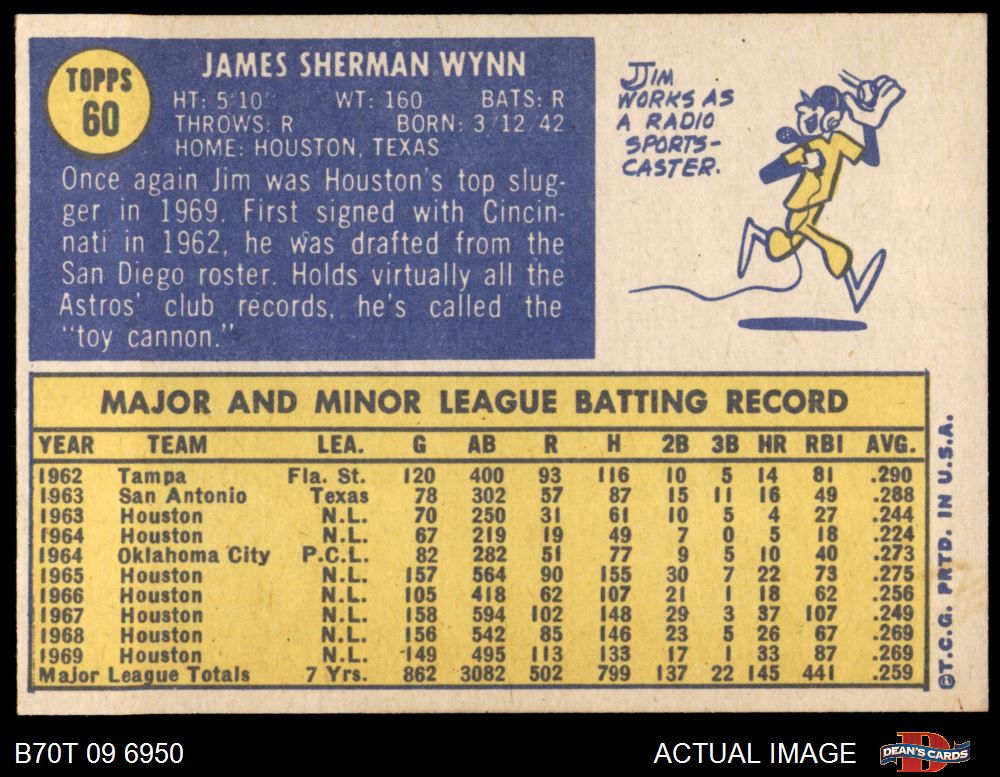 TOPPS
60
JAMES SHERMAN WYNN
HT: 5'10" WT: 160 BATS: R
THROWS: R BORN: 3/12/42
HOME: HOUSTON, TEXAS
Once again Jim was Houston's top slug-
ger in 1969. First signed with Cincin-
nati in 1962, he was drafted from the
San Diego roster. Holds virtually all the
Astros' club records, he's called the
"toy cannon."
JIM
WORKS AS
A RADIO
SPORTS-
CASTER.
MAJOR AND MINOR LEAGUE BATTING RECORD
YEAR TEAM LEA. G AB R H 2B 3B HR RBI AVG.
1962 Tampa Fla. St. 120 400 93 116 10 5 14 81 .290
1963 San Antonio Texas 78 302 57 87 15 11 16 49 .288
1963 Houston N.L. 70 250 31 61 10 5 4 27 .244
1964 Houston N.L. 67 219 19 49 7 0 5 18 .224
1964 Oklahoma City P.C.L. 82 282 51 77 9 5 10 40 .273
1965 Houston N.L. 157 564 90 155 30 7 22 73 .275
1966 Houston N.L. 105 418 62 107 21 1 18 62 .256
1967 Houston N.L. 158 594 102 148 29 3 37 107 .249
1968 Houston N.L. 156 542 85 146 23 5 26 67 .269
1969 Houston N.L. 149 495 113 133 17 1 33 87 .269
Major League Totals 7 Yrs. 862 3082 502 799 137 22 145 441 .259
©T.C.G. PRTD. IN U.S.A.
B70T 09 6950
ACTUAL IMAGE
DEAN'S CARDS